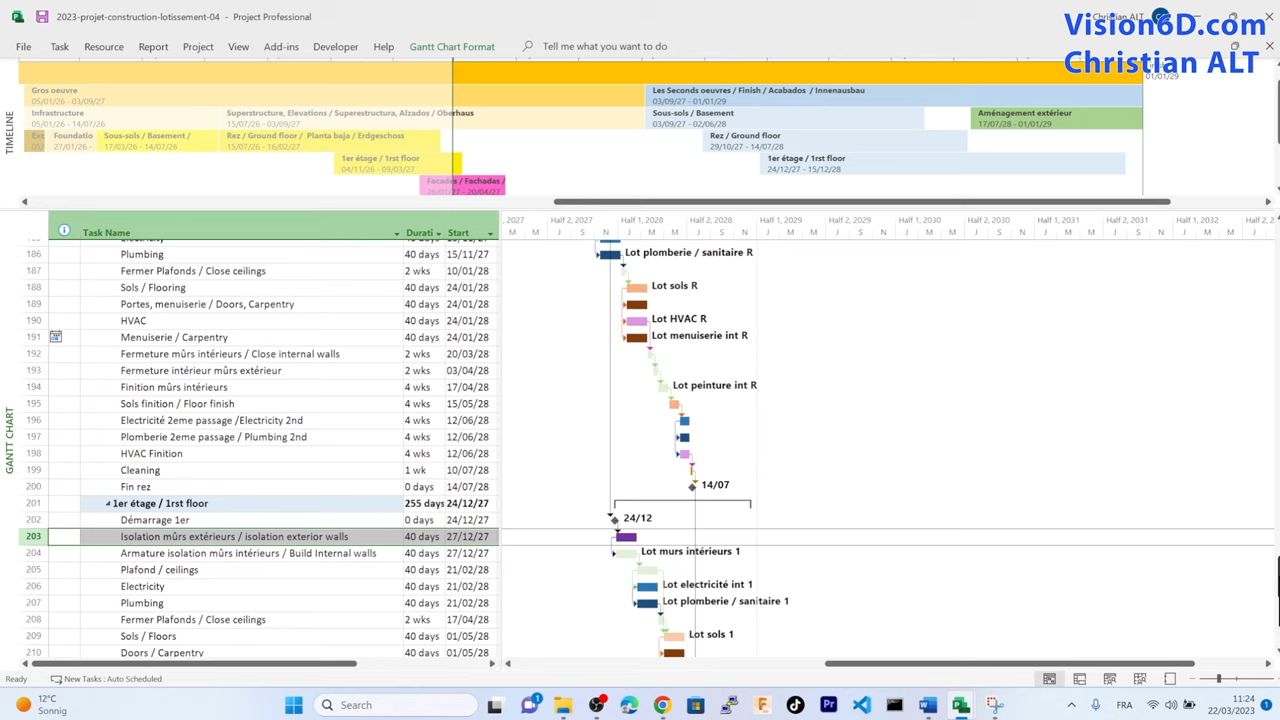 2023-projet-construction-lotissement-04 - Project Professional
Christian ALT
Vision6D.com
Christian ALT
File Task Resource Report Project View Add-ins Developer Help Gantt Chart Format Tell me what you want to do
01/01/29
TIMELINE
Gros oeuvre
05/01/26 - 03/09/27
Les Seconds oeuvres / Finish / Acabados / Innenausbau
03/09/27 - 01/01/29
Infrastructure
05/01/26 - 14/07/26
Superstructure, Elevations / Superestructura, Alzados / Oberhaus
15/07/26 - 03/09/27
Sous-sols / Basement
03/09/27 - 02/06/28
Aménagement extérieur
17/07/28 - 01/01/29
Exc
Foundatio
27/01/26 -
Sous-sols / Basement /
17/03/26 - 14/07/26
Rez / Ground floor / Planta baja / Erdgeschoss
15/07/26 - 16/02/27
Rez / Ground floor
29/10/27 - 14/07/28
1er étage / 1rst floor
04/11/26 - 09/03/27
1er étage / 1rst floor
24/12/27 - 15/12/28
Facades / Fachadas /
26/01/27 - 20/04/27
GANTT CHART
Task Name Durati Start
, 2027 Half 2, 2027 Half 1, 2028 Half 2, 2028 Half 1, 2029 Half 2, 2029 Half 1, 2030 Half 2, 2030 Half 1, 2031 Half 2, 2031 Half 1, 2032 Half 2
M M J S N J M M J S N J M M J S N J M M J S N J M M J S N J M M J S
186 Plumbing 40 days 15/11/27
187 Fermer Plafonds / Close ceilings 2 wks 10/01/28
188 Sols / Flooring 40 days 24/01/28
189 Portes, menuiserie / Doors, Carpentry 40 days 24/01/28
190 HVAC 40 days 24/01/28
191 Menuiserie / Carpentry 40 days 24/01/28
192 Fermeture mûrs intérieurs / Close internal walls 2 wks 20/03/28
193 Fermeture intérieur mûrs extérieur 2 wks 03/04/28
194 Finition mûrs intérieurs 4 wks 17/04/28
195 Sols finition / Floor finish 4 wks 15/05/28
196 Electricité 2eme passage /Electricity 2nd 4 wks 12/06/28
197 Plomberie 2eme passage / Plumbing 2nd 4 wks 12/06/28
198 HVAC Finition 4 wks 12/06/28
199 Cleaning 1 wk 10/07/28
200 Fin rez 0 days 14/07/28
201 1er étage / 1rst floor 255 days 24/12/27
202 Démarrage 1er 0 days 24/12/27
203 Isolation mûrs extérieurs / isolation exterior walls 40 days 27/12/27
204 Armature isolation mûrs intérieurs / Build Internal walls 40 days 27/12/27
205 Plafond / ceilings 40 days 21/02/28
206 Electricity 40 days 21/02/28
207 Plumbing 40 days 21/02/28
208 Fermer Plafonds / Close ceilings 2 wks 17/04/28
209 Sols / Floors 40 days 01/05/28
210 Doors / Carpentry 40 days 01/05/28
Lot plomberie / sanitaire R
Lot sols R
Lot HVAC R
Lot menuiserie int R
Lot peinture int R
14/07
24/12
Lot murs intérieurs 1
Lot electricité int 1
Lot plomberie / sanitaire 1
Lot sols 1
Ready New Tasks : Auto Scheduled
12°C
Sonnig
Search
FRA
11:24
22/03/2023